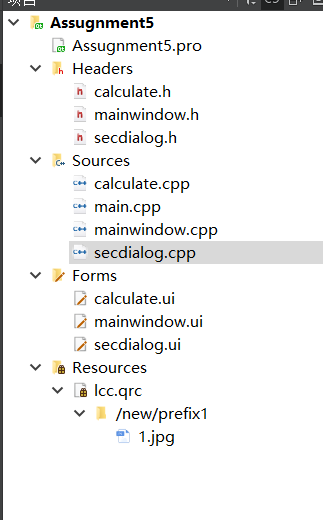 Assugnment5
Assugnment5.pro
Headers
calculate.h
mainwindow.h
secdialog.h
Sources
calculate.cpp
main.cpp
mainwindow.cpp
secdialog.cpp
Forms
calculate.ui
mainwindow.ui
secdialog.ui
Resources
lcc.qrc
/new/prefix1
1.jpg